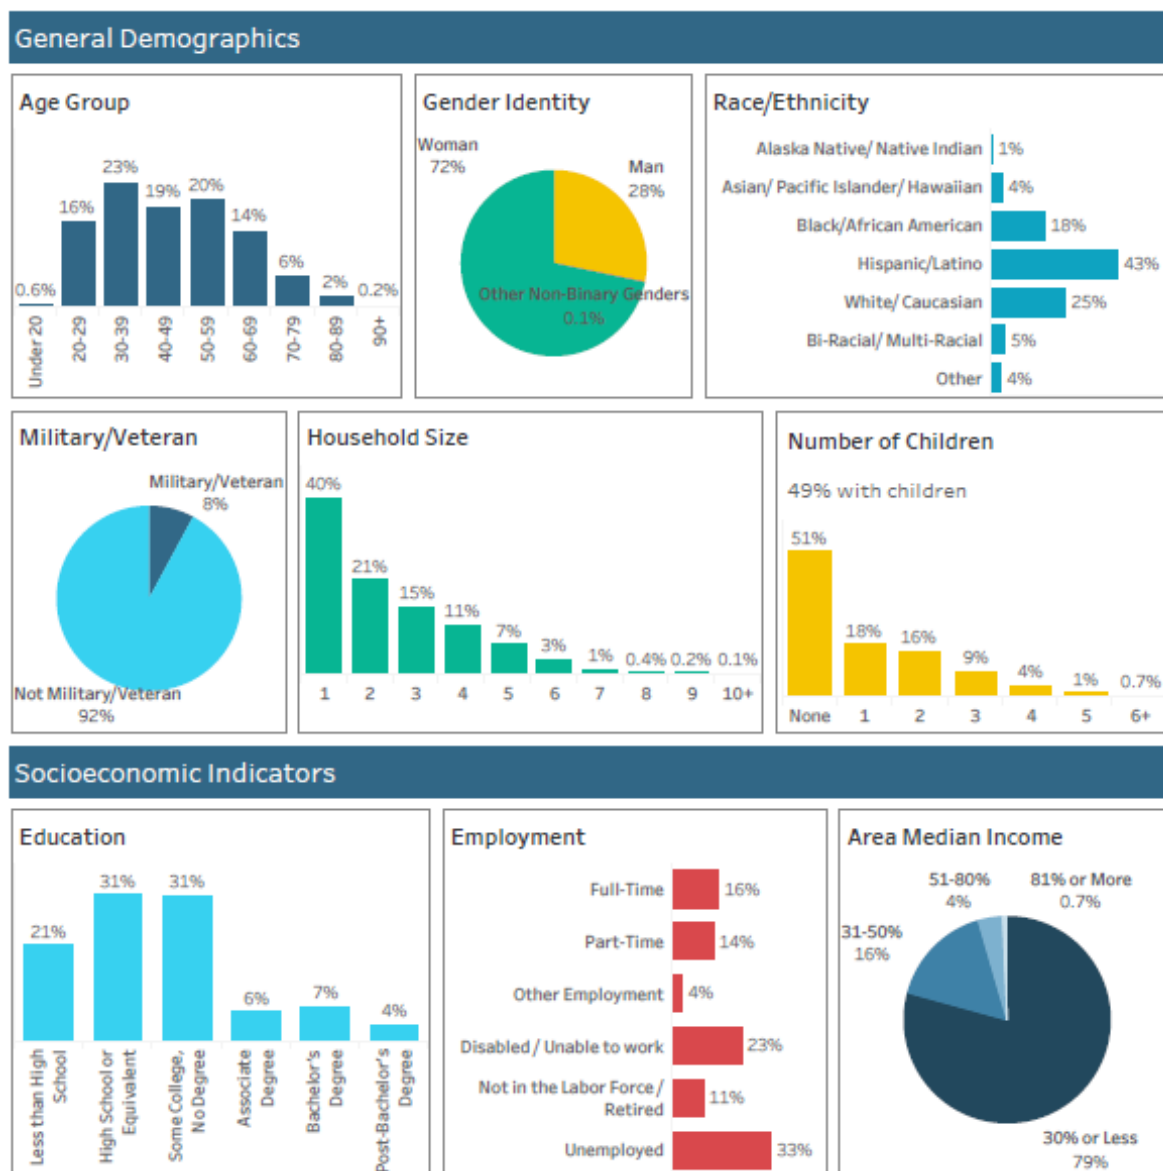 General Demographics
Age Group
23%
20%
19%
16%
14%
6%
2%
0.6%
0.2%
Under 20
20-29
30-39
40-49
50-59
60-69
70-79
80-89
90+
Gender Identity
Woman
72%
Man
28%
Other Non-Binary Genders
0.1%
Race/Ethnicity
Alaska Native/ Native Indian 1%
Asian/ Pacific Islander/ Hawaiian 4%
Black/African American 18%
Hispanic/Latino 43%
White/ Caucasian 25%
Bi-Racial/ Multi-Racial 5%
Other 4%
Military/Veteran
Military/Veteran
8%
Not Military/Veteran
92%
Household Size
40%
21%
15%
11%
7%
3%
1%
0.4%
0.2%
0.1%
1 2 3 4 5 6 7 8 9 10+
Number of Children
49% with children
51%
18%
16%
9%
4%
1%
0.7%
None 1 2 3 4 5 6+
Socioeconomic Indicators
Education
31%
31%
21%
6%
7%
4%
Less than High
School
High School or
Equivalent
Some College,
No Degree
Associate
Degree
Bachelor's
Degree
Post-Bachelor's
Degree
Employment
Full-Time 16%
Part-Time 14%
Other Employment 4%
Disabled / Unable to work 23%
Not in the Labor Force /
Retired 11%
Unemployed 33%
Area Median Income
51-80%
4%
81% or More
0.7%
31-50%
16%
30% or Less
79%